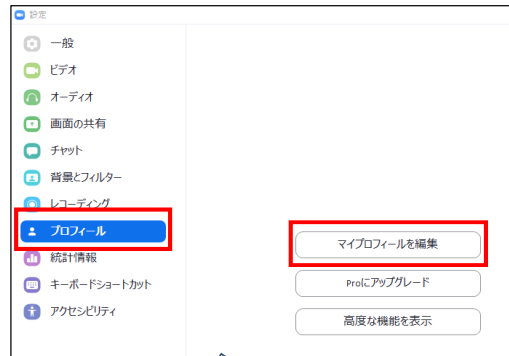 設定
一般
ビデオ
オーディオ
画面の共有
チャット
背景とフィルター
レコーディング
プロフィール
統計情報
キーボードショートカット
アクセシビリティ
マイプロフィールを編集
Proにアップグレード
高度な機能を表示